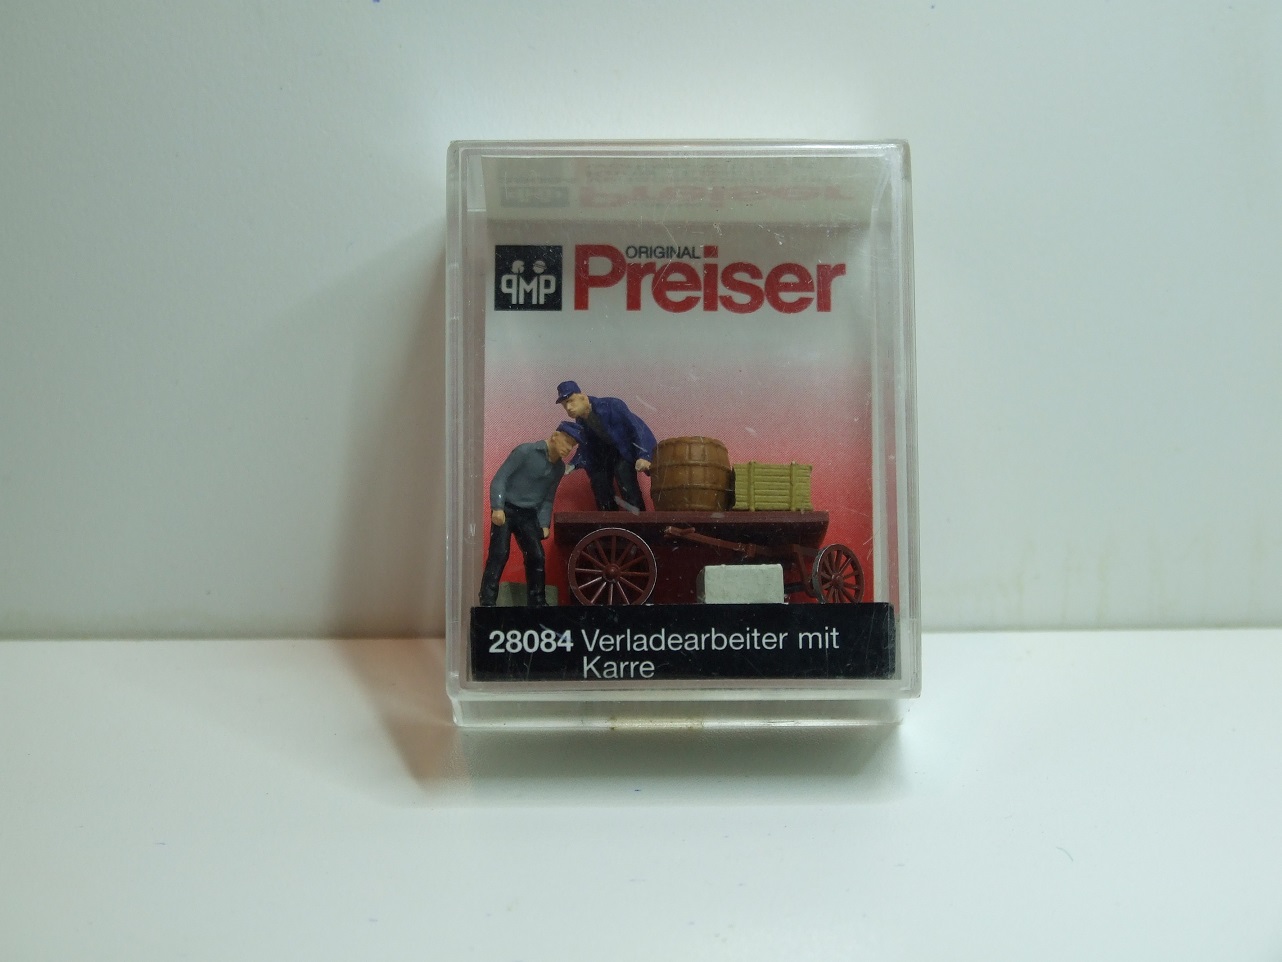 PMP
ORIGINAL
Preiser
28084 Verladearbeiter mit
Karre